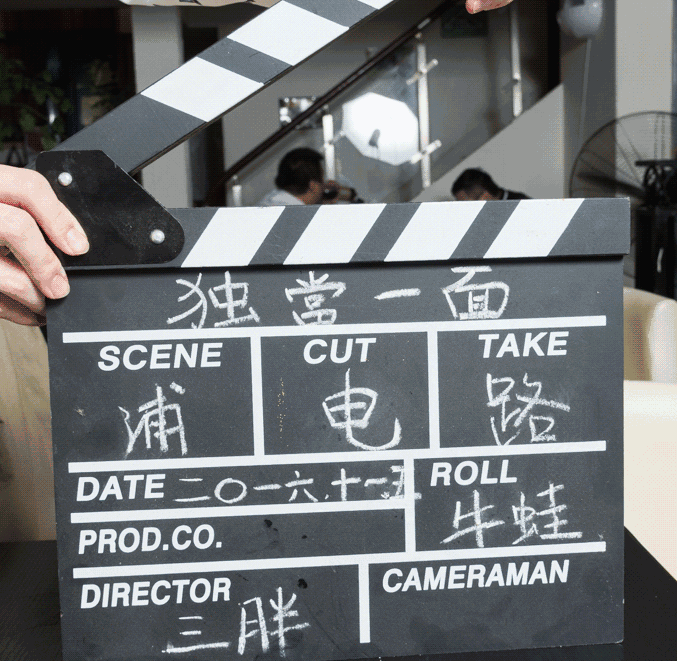 独當一面
SCENE CUT TAKE
浦 电 路
DATE 二〇一六.十一.五
ROLL
牛蛙
PROD.CO.
DIRECTOR
三胖
CAMERAMAN